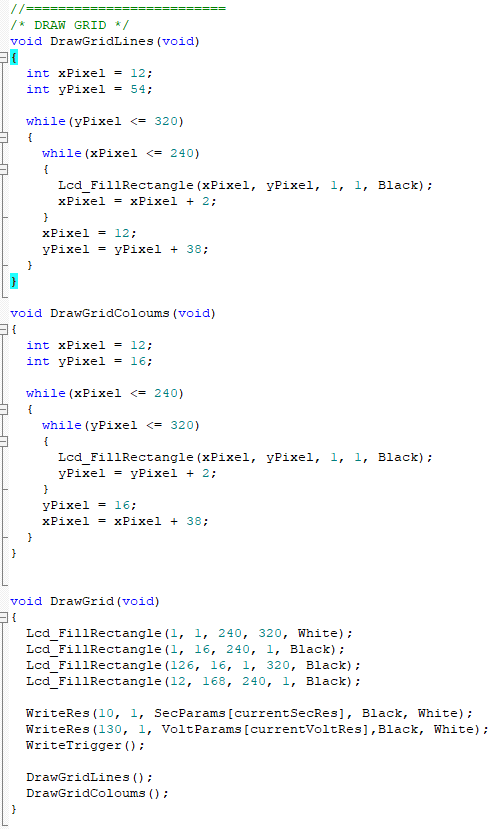 //=========================
/* DRAW GRID */
void DrawGridLines(void)
{
int xPixel = 12;
int yPixel = 54;
while(yPixel <= 320)
{
while(xPixel <= 240)
{
Lcd_FillRectangle(xPixel, yPixel, 1, 1, Black);
xPixel = xPixel + 2;
}
xPixel = 12;
yPixel = yPixel + 38;
}
}
void DrawGridColoums(void)
{
int xPixel = 12;
int yPixel = 16;
while(xPixel <= 240)
{
while(yPixel <= 320)
{
Lcd_FillRectangle(xPixel, yPixel, 1, 1, Black);
yPixel = yPixel + 2;
}
yPixel = 16;
xPixel = xPixel + 38;
}
}
void DrawGrid(void)
{
Lcd_FillRectangle(1, 1, 240, 320, White);
Lcd_FillRectangle(1, 16, 240, 1, Black);
Lcd_FillRectangle(126, 16, 1, 320, Black);
Lcd_FillRectangle(12, 168, 240, 1, Black);
WriteRes(10, 1, SecParams[currentSecRes], Black, White);
WriteRes(130, 1, VoltParams[currentVoltRes],Black, White);
WriteTrigger();
DrawGridLines();
DrawGridColoums();
}